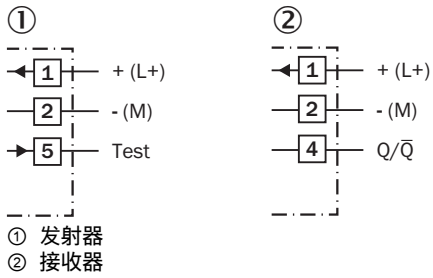 ① ②
1 + (L+) 1 + (L+)
2 - (M) 2 - (M)
5 Test 4 Q/Q̅
① 发射器
② 接收器